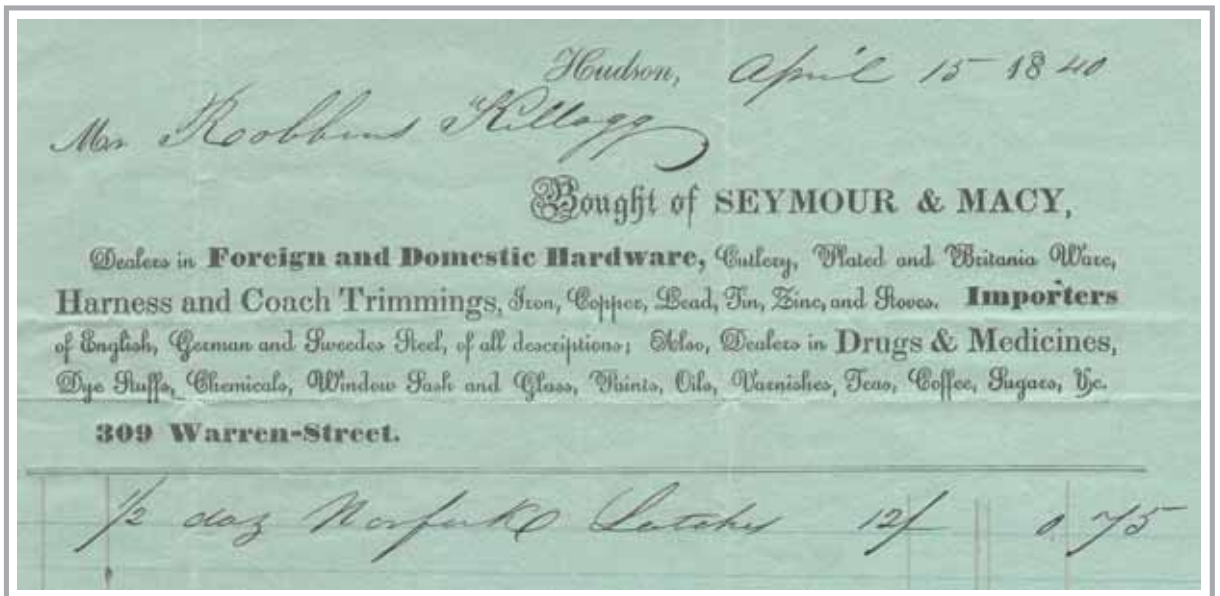 Hudson, April 15 1840
Mr Robbins Killogg
Bought of SEYMOUR & MACY,
Dealers in Foreign and Domestic Hardware, Cutlery, Plated and Britania Ware,
Harness and Coach Trimmings, Iron, Copper, Lead, Tin, Zinc, and Stoves. Importers
of English, German and Sweedes Steel, of all descriptions; Also, Dealers in Drugs & Medicines,
Dye Stuffs, Chemicals, Window Sash and Glass, Paints, Oils, Varnishes, Teas, Coffee, Sugars, &c.
309 Warren-Street.
1/2 doz Norfork Latches 12/ 0.75